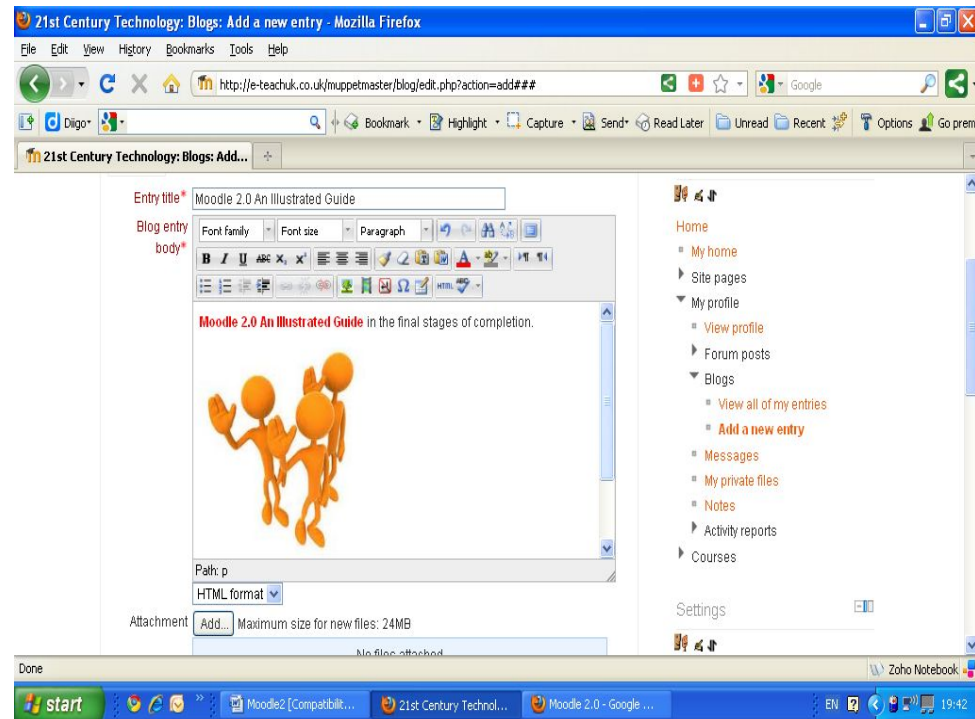 21st Century Technology: Blogs: Add a new entry - Mozilla Firefox
File Edit View History Bookmarks Tools Help
http://e-teachuk.co.uk/muppetmaster/blog/edit.php?action=add### Google
Diigo Bookmark Highlight Capture Send Read Later Unread Recent Options Go prem
21st Century Technology: Blogs: Add...
Entry title* Moodle 2.0 An Illustrated Guide
Blog entry body*
Font family Font size Paragraph
B I U ABC X, X²
HTML
Moodle 2.0 An Illustrated Guide in the final stages of completion.
Path: p
HTML format
Attachment Add... Maximum size for new files: 24MB
No files attached
Home
My home
Site pages
My profile
View profile
Forum posts
Blogs
View all of my entries
Add a new entry
Messages
My private files
Notes
Activity reports
Courses
Settings
Done Zoho Notebook
start Moodle2 [Compatibilit... 21st Century Technol... Moodle 2.0 - Google ... EN 19:42